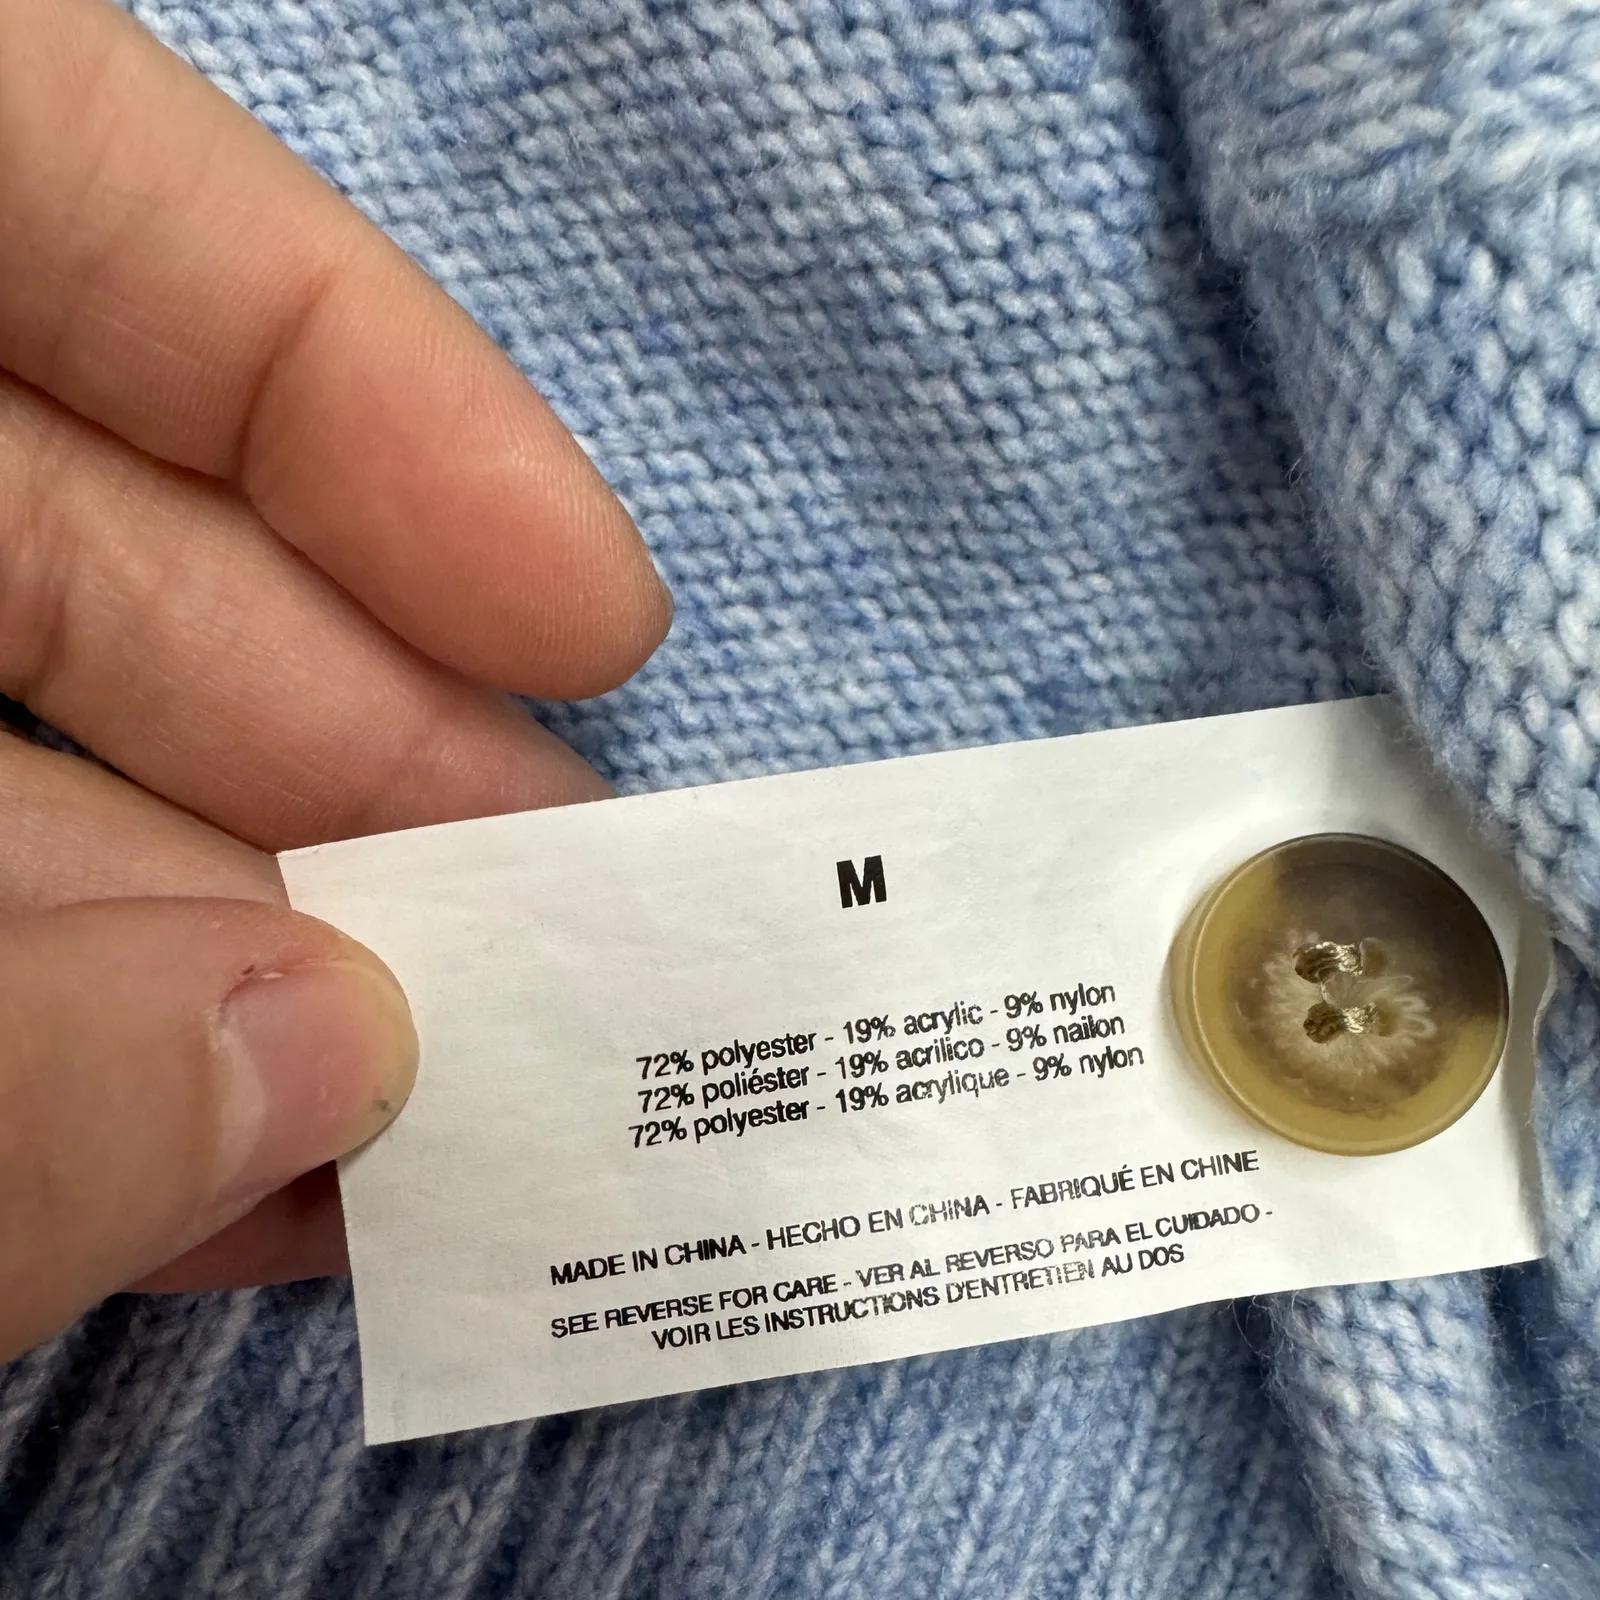 M
72% polyester - 19% acrylic - 9% nylon
72% poliéster - 19% acrilico - 9% nailon
72% polyester - 19% acrylique - 9% nylon
MADE IN CHINA - HECHO EN CHINA - FABRIQUÉ EN CHINE
SEE REVERSE FOR CARE - VER AL REVERSO PARA EL CUIDADO -
VOIR LES INSTRUCTIONS D'ENTRETIEN AU DOS